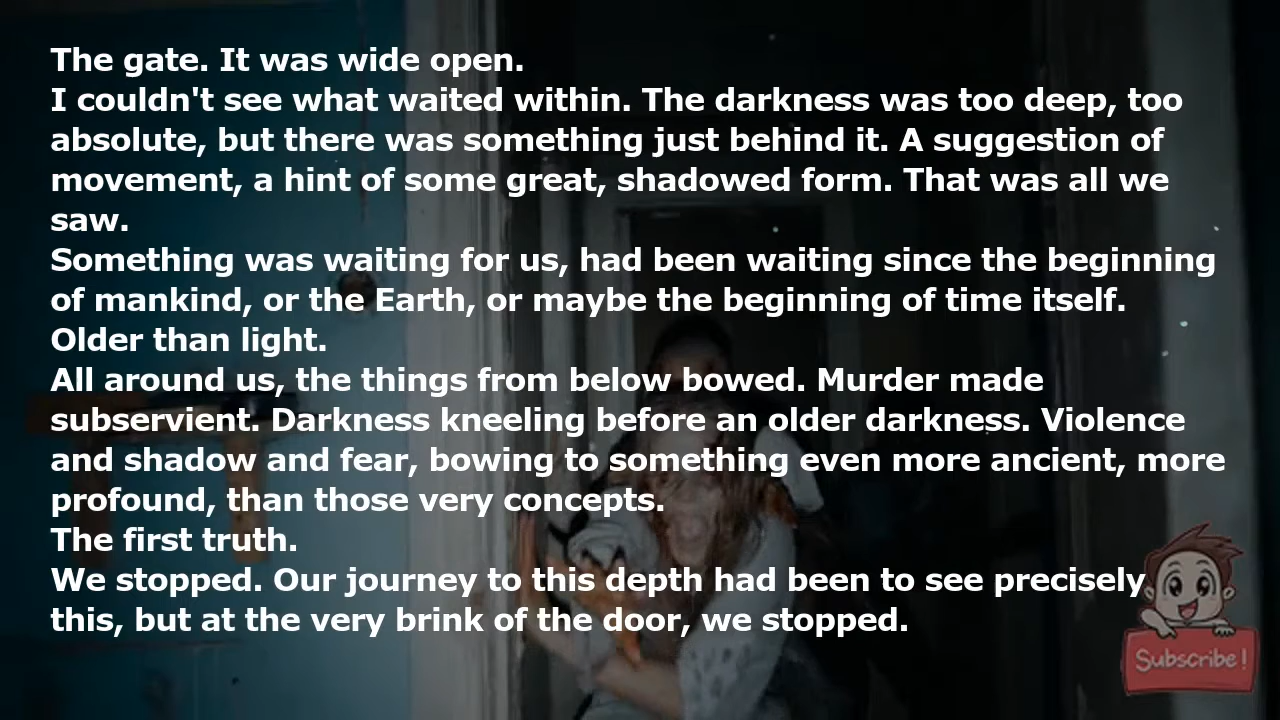 The gate. It was wide open.
I couldn't see what waited within. The darkness was too deep, too
absolute, but there was something just behind it. A suggestion of
movement, a hint of some great, shadowed form. That was all we
saw.
Something was waiting for us, had been waiting since the beginning
of mankind, or the Earth, or maybe the beginning of time itself.
Older than light.
All around us, the things from below bowed. Murder made
subservient. Darkness kneeling before an older darkness. Violence
and shadow and fear, bowing to something even more ancient, more
profound, than those very concepts.
The first truth.
We stopped. Our journey to this depth had been to see precisely
this, but at the very brink of the door, we stopped.
Subscribe!